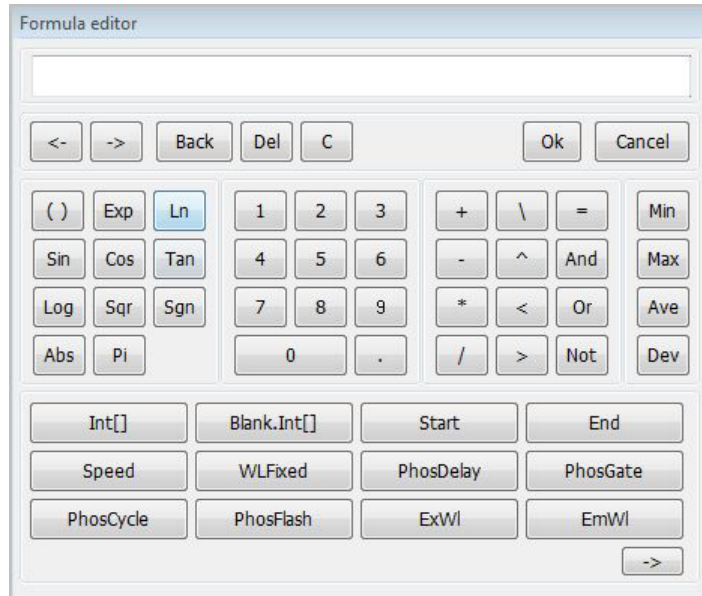 Formula editor
<- -> Back Del C Ok Cancel
( ) Exp Ln 1 2 3 + \ = Min
Sin Cos Tan 4 5 6 - ^ And Max
Log Sqr Sgn 7 8 9 * < Or Ave
Abs Pi 0 . / > Not Dev
Int[] Blank.Int[] Start End
Speed WLFixed PhosDelay PhosGate
PhosCycle PhosFlash ExWl EmWl
->